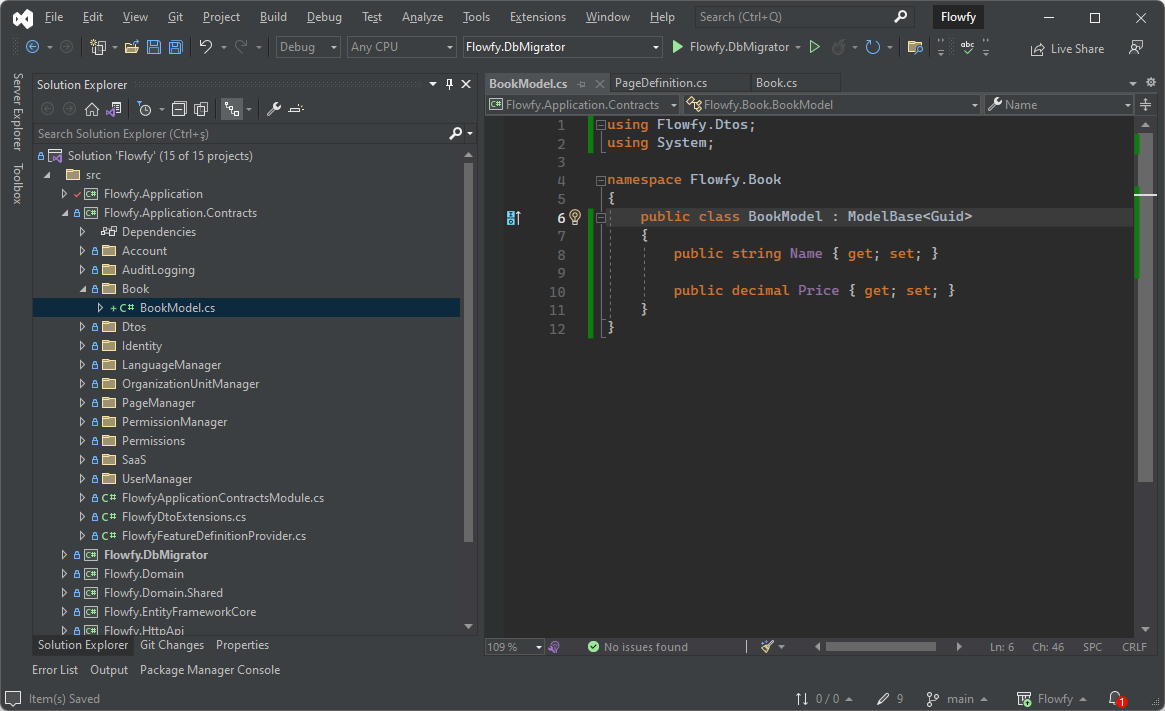 File Edit View Git Project Build Debug Test Analyze Tools Extensions Window Help Search (Ctrl+Q) Flowfy
Debug Any CPU Flowfy.DbMigrator Flowfy.DbMigrator Live Share
Server Explorer
Toolbox
Solution Explorer
Search Solution Explorer (Ctrl+ş)
Solution 'Flowfy' (15 of 15 projects)
src
Flowfy.Application
Flowfy.Application.Contracts
Dependencies
Account
AuditLogging
Book
BookModel.cs
Dtos
Identity
LanguageManager
OrganizationUnitManager
PageManager
PermissionManager
Permissions
SaaS
UserManager
FlowfyApplicationContractsModule.cs
FlowfyDtoExtensions.cs
FlowfyFeatureDefinitionProvider.cs
Flowfy.DbMigrator
Flowfy.Domain
Flowfy.Domain.Shared
Flowfy.EntityFrameworkCore
Flowfy.HttpApi
Solution Explorer Git Changes Properties
BookModel.cs PageDefinition.cs Book.cs
Flowfy.Application.Contracts Flowfy.Book.BookModel Name
1 using Flowfy.Dtos;
2 using System;
3
4 namespace Flowfy.Book
5 {
6 public class BookModel : ModelBase<Guid>
7 {
8 public string Name { get; set; }
9
10 public decimal Price { get; set; }
11 }
12 }
109 % No issues found Ln: 6 Ch: 46 SPC CRLF
Error List Output Package Manager Console
Item(s) Saved 0 / 0 9 main Flowfy 1